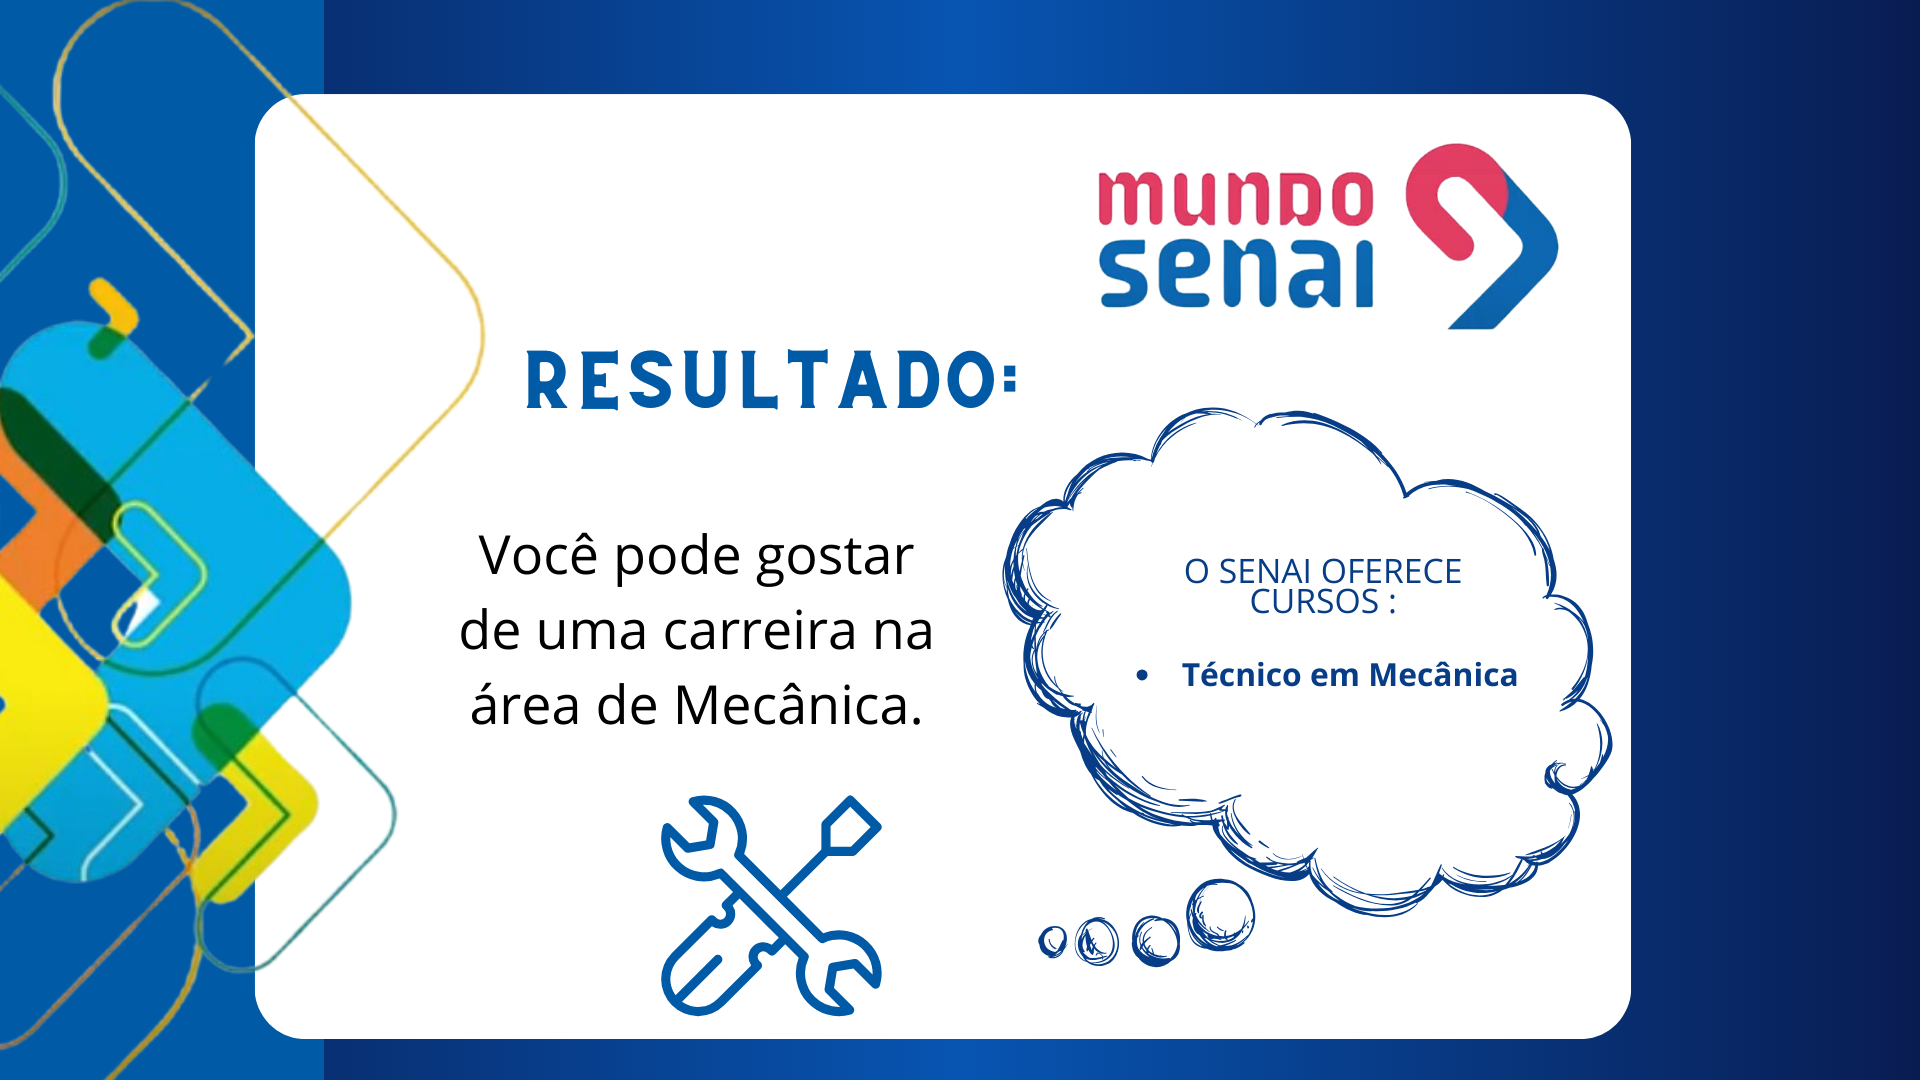 mundo
senai
RESULTADO:
Você pode gostar
de uma carreira na
área de Mecânica.
O SENAI OFERECE
CURSOS :
• Técnico em Mecânica